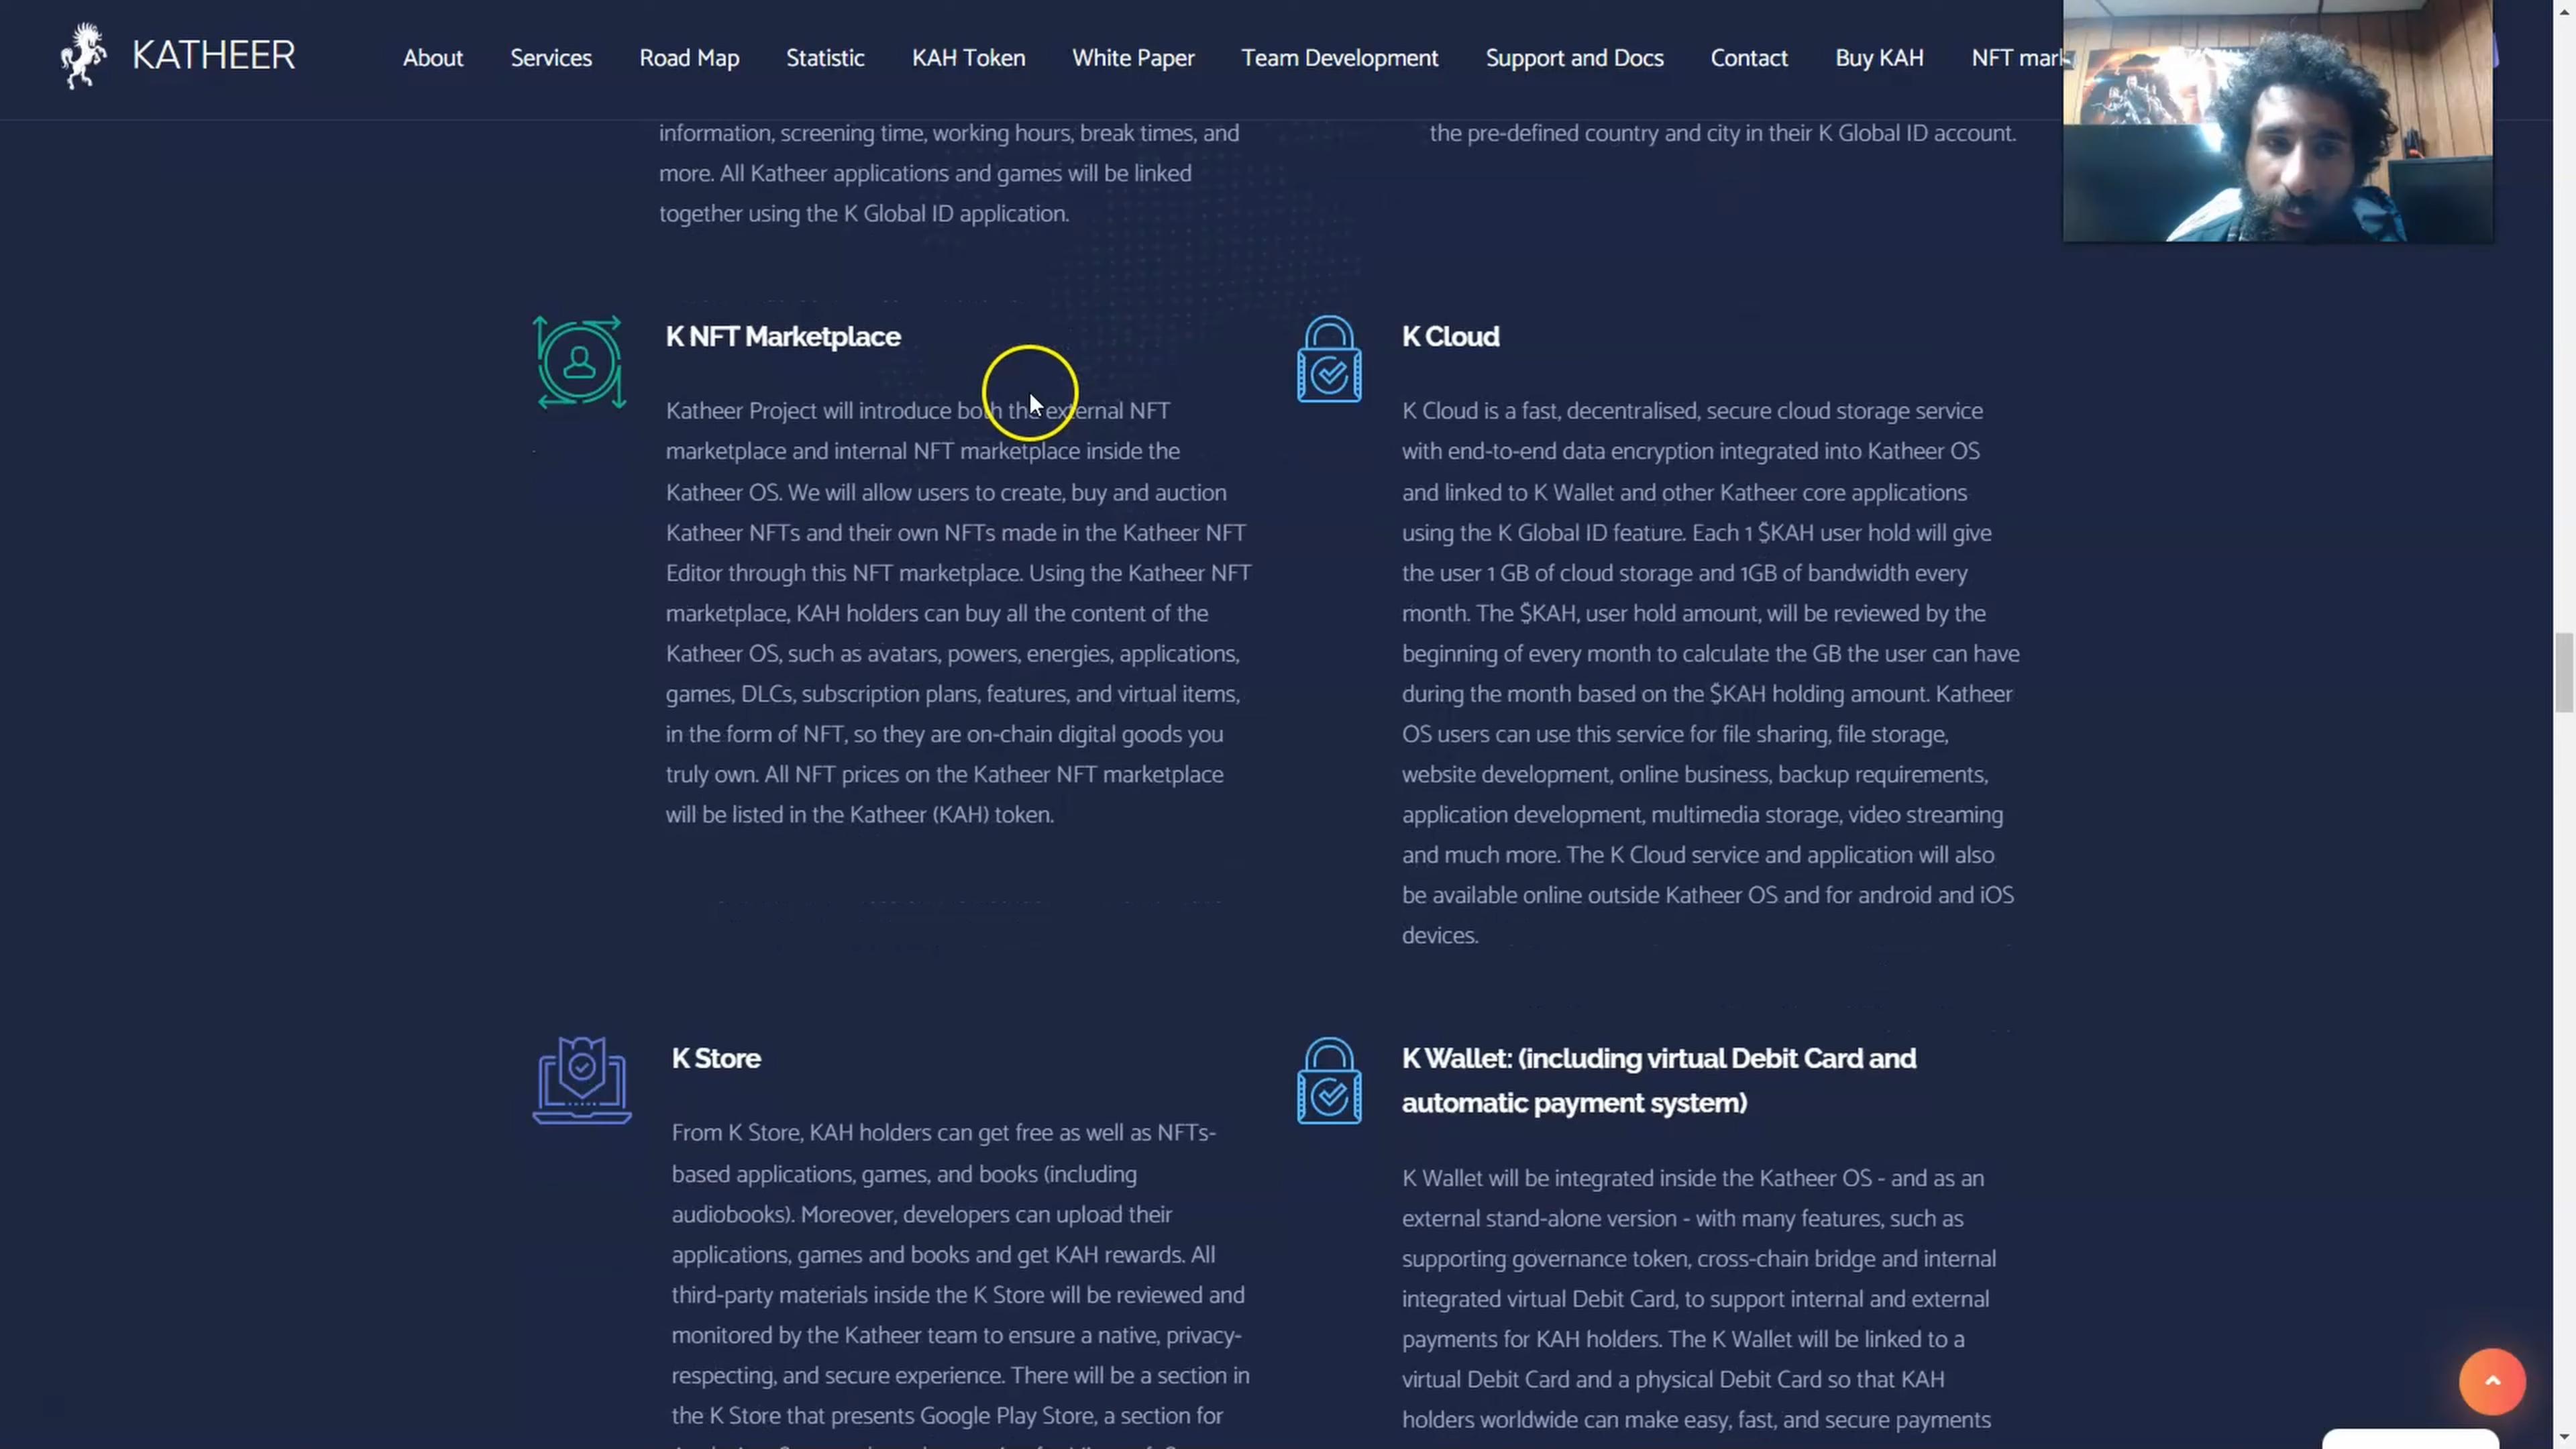 KATHEER
About
Services
Road Map
Statistic
KAH Token
White Paper
Team Development
Support and Docs
Contact
Buy KAH
NFT
information, screening time, working hours, break times, and
more. All Katheer applications and games will be linked
together using the K Global ID application.
the pre-defined country and city in their K Global ID account.
K NFT Marketplace
Katheer Project will introduce both the external NFT
marketplace and internal NFT marketplace inside the
Katheer OS. We will allow users to create, buy and auction
Katheer NFTs and their own NFTs made in the Katheer NFT
Editor through this NFT marketplace. Using the Katheer NFT
marketplace, KAH holders can buy all the content of the
Katheer OS, such as avatars, powers, energies, applications,
games, DLCs, subscription plans, features, and virtual items,
in the form of NFT, so they are on-chain digital goods you
truly own. All NFT prices on the Katheer NFT marketplace
will be listed in the Katheer (KAH) token.
K Cloud
K Cloud is a fast, decentralised, secure cloud storage service
with end-to-end data encryption integrated into Katheer OS
and linked to K Wallet and other Katheer core applications
using the K Global ID feature. Each 1 $KAH user hold will give
the user 1 GB of cloud storage and 1GB of bandwidth every
month. The $KAH, user hold amount, will be reviewed by the
beginning of every month to calculate the GB the user can have
during the month based on the $KAH holding amount. Katheer
OS users can use this service for file sharing, file storage,
website development, online business, backup requirements,
application development, multimedia storage, video streaming
and much more. The K Cloud service and application will also
be available online outside Katheer OS and for android and iOS
devices.
K Store
From K Store, KAH holders can get free as well as NFTs-
based applications, games, and books (including
audiobooks). Moreover, developers can upload their
applications, games and books and get KAH rewards. All
third-party materials inside the K Store will be reviewed and
monitored by the Katheer team to ensure a native, privacy-
respecting, and secure experience. There will be a section in
the K Store that presents Google Play Store, a section for
K Wallet: (including virtual Debit Card and
automatic payment system)
K Wallet will be integrated inside the Katheer OS - and as an
external stand-alone version - with many features, such as
supporting governance token, cross-chain bridge and internal
integrated virtual Debit Card, to support internal and external
payments for KAH holders. The K Wallet will be linked to a
virtual Debit Card and a physical Debit Card so that KAH
holders worldwide can make easy, fast, and secure payments